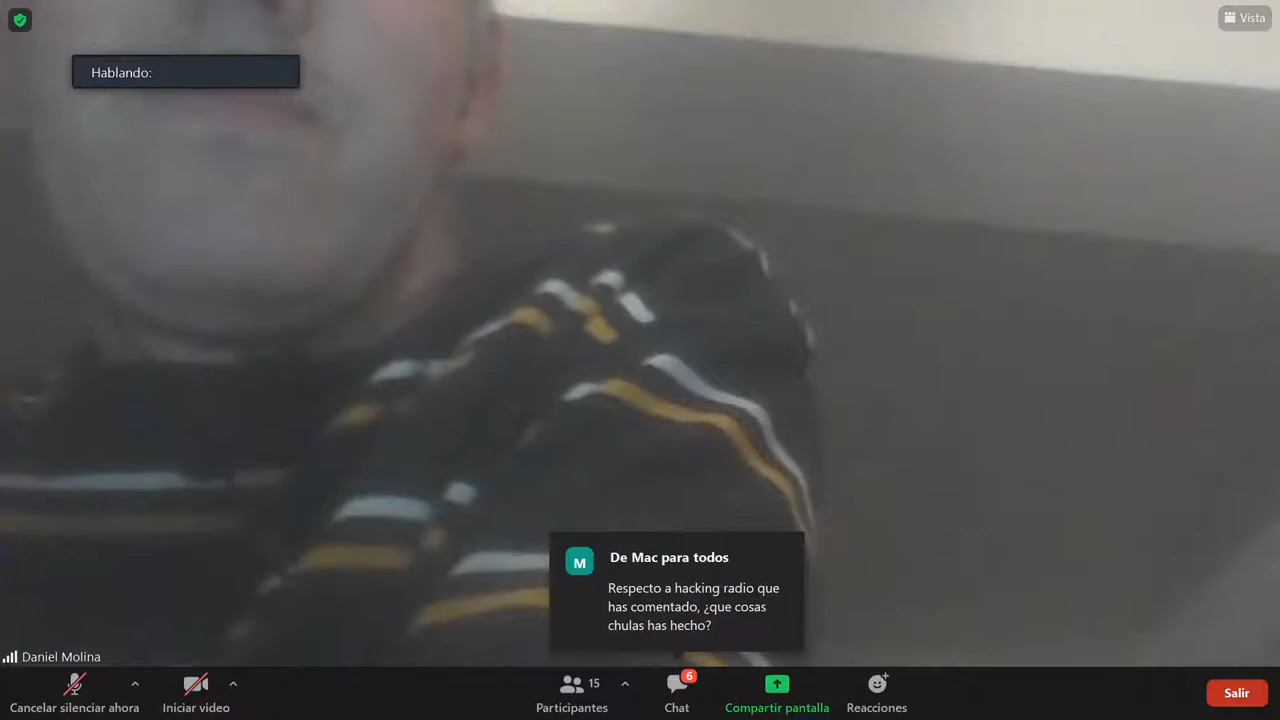 Vista
Hablando:
M
De Mac para todos
Respecto a hacking radio que
has comentado, ¿que cosas
chulas has hecho?
Daniel Molina
Cancelar silenciar ahora
Iniciar video
15
Participantes
6
Chat
Compartir pantalla
Reacciones
Salir